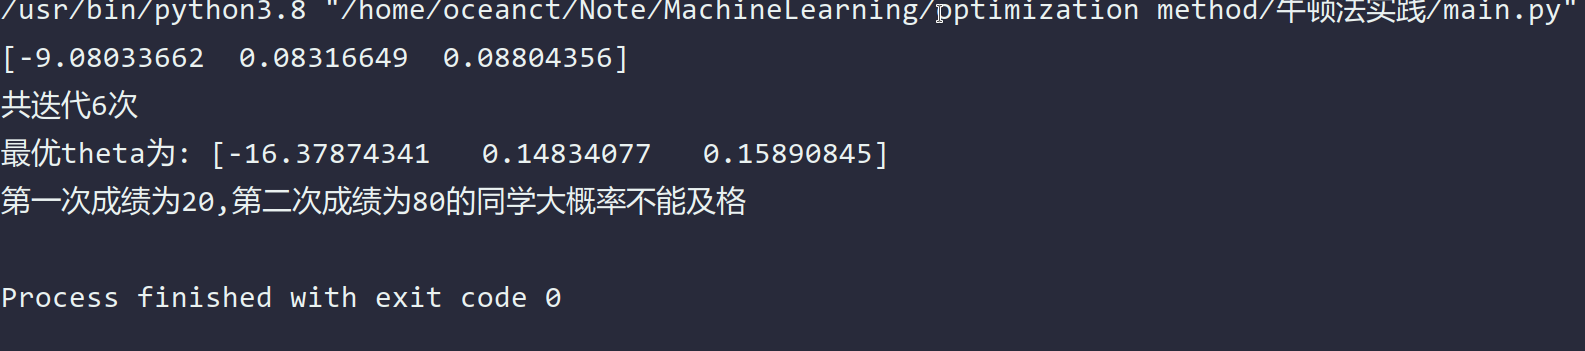 /usr/bin/python3.8 "/home/oceanct/Note/MachineLearning/optimization method/牛顿法实践/main.py"
[-9.08033662  0.08316649  0.08804356]
共迭代6次
最优theta为: [-16.37874341   0.14834077   0.15890845]
第一次成绩为20,第二次成绩为80的同学大概率不能及格
Process finished with exit code 0